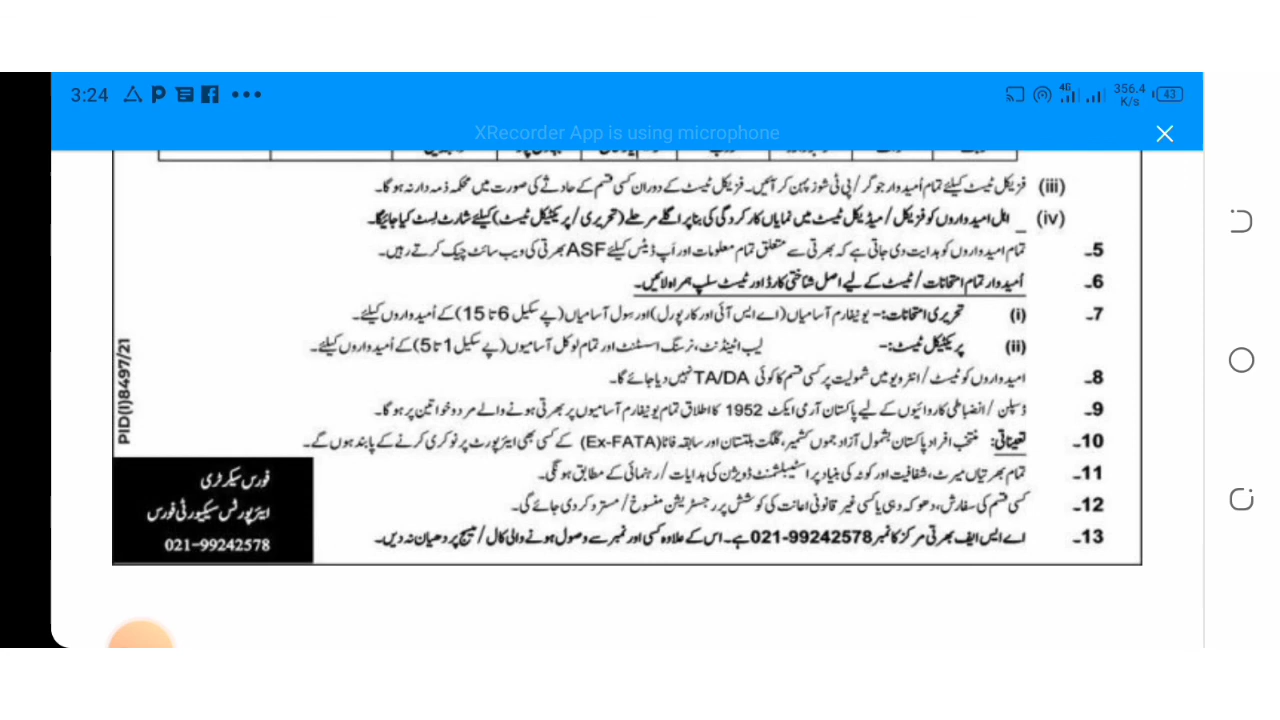 3:24
4G 356.4 K/s 43
XRecorder App is using microphone
(iii) فزیکل ٹیسٹ کیلئے تمام اُمیدوار جوگر/پی ٹی شوز پہن کر آئیں۔ فزیکل ٹیسٹ کے دوران کسی قسم کے حادثے کی صورت میں محکمہ ذمہ دار نہ ہوگا۔
(iv) اہل امیدواروں کو فزیکل/میڈیکل ٹیسٹ میں نمایاں کارکردگی کی بنا پر اگلے مرحلے (تحریری/پریکٹیکل ٹیسٹ) کیلئے شارٹ لسٹ کیا جائیگا۔
5۔ تمام امیدواروں کو ہدایت دی جاتی ہے کہ بھرتی سے متعلق تمام معلومات اور اَپ ڈیٹس کیلئے ASF بھرتی کی ویب سائٹ چیک کرتے رہیں۔
6۔ اُمیدوار تمام امتحانات/ٹیسٹ کے لیے اصل شناختی کارڈ اور ٹیسٹ سلپ ہمراہ لائیں۔
7۔ (i) تحریری امتحانات:- یونیفارم آسامیاں (اے ایس آئی اور کارپورل) اور سول آسامیاں (پے سکیل 6 تا 15) کے اُمیدواروں کیلئے۔
(ii) پریکٹیکل ٹیسٹ:- لیب اٹینڈنٹ، نرسنگ اسسٹنٹ اور تمام لوکل آسامیوں (پے سکیل 1 تا 5) کے اُمیدواروں کیلئے۔
8۔ امیدواروں کو ٹیسٹ/انٹرویو میں شمولیت پر کسی قسم کا کوئی TA/DA نہیں دیا جائے گا۔
9۔ ڈسپلن/انضباطی کاروائیوں کے لیے پاکستان آرمی ایکٹ 1952 کا اطلاق تمام یونیفارم آسامیوں پر بھرتی ہونے والے مرد و خواتین پر ہوگا۔
10۔ تعیناتی: منتخب افراد پاکستان بشمول آزاد جموں کشمیر، گلگت بلتستان اور سابقہ فاٹا (Ex-FATA) کے کسی بھی ایئرپورٹ پر نوکری کرنے کے پابند ہوں گے۔
11۔ تمام بھرتیاں میرٹ، شفافیت اور کوٹہ کی بنیاد پر اسٹیبلشمنٹ ڈویژن کی ہدایات/رہنمائی کے مطابق ہونگی۔
12۔ کسی قسم کی سفارش، دھوکہ دہی یا کسی غیر قانونی اعانت کی کوشش پر رجسٹریشن منسوخ/مسترد کر دی جائے گی۔
13۔ اے ایس ایف بھرتی مرکز کا نمبر 021-99242578 ہے۔ اس کے علاوہ کسی اور نمبر سے وصول ہونے والی کال/میسج پر دھیان نہ دیں۔
فورس سیکرٹری
ایئرپورٹس سیکیورٹی فورس
021-99242578
PID(I)8497/21